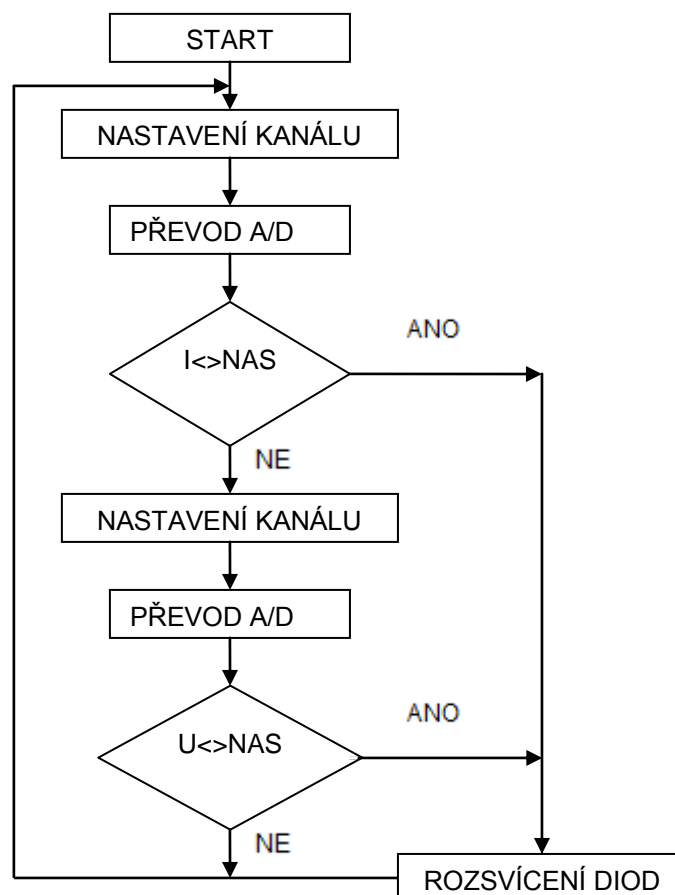 START
NASTAVENÍ KANÁLU
PŘEVOD A/D
I<>NAS
ANO
NE
NASTAVENÍ KANÁLU
PŘEVOD A/D
U<>NAS
ANO
NE
ROZSVÍCENÍ DIOD